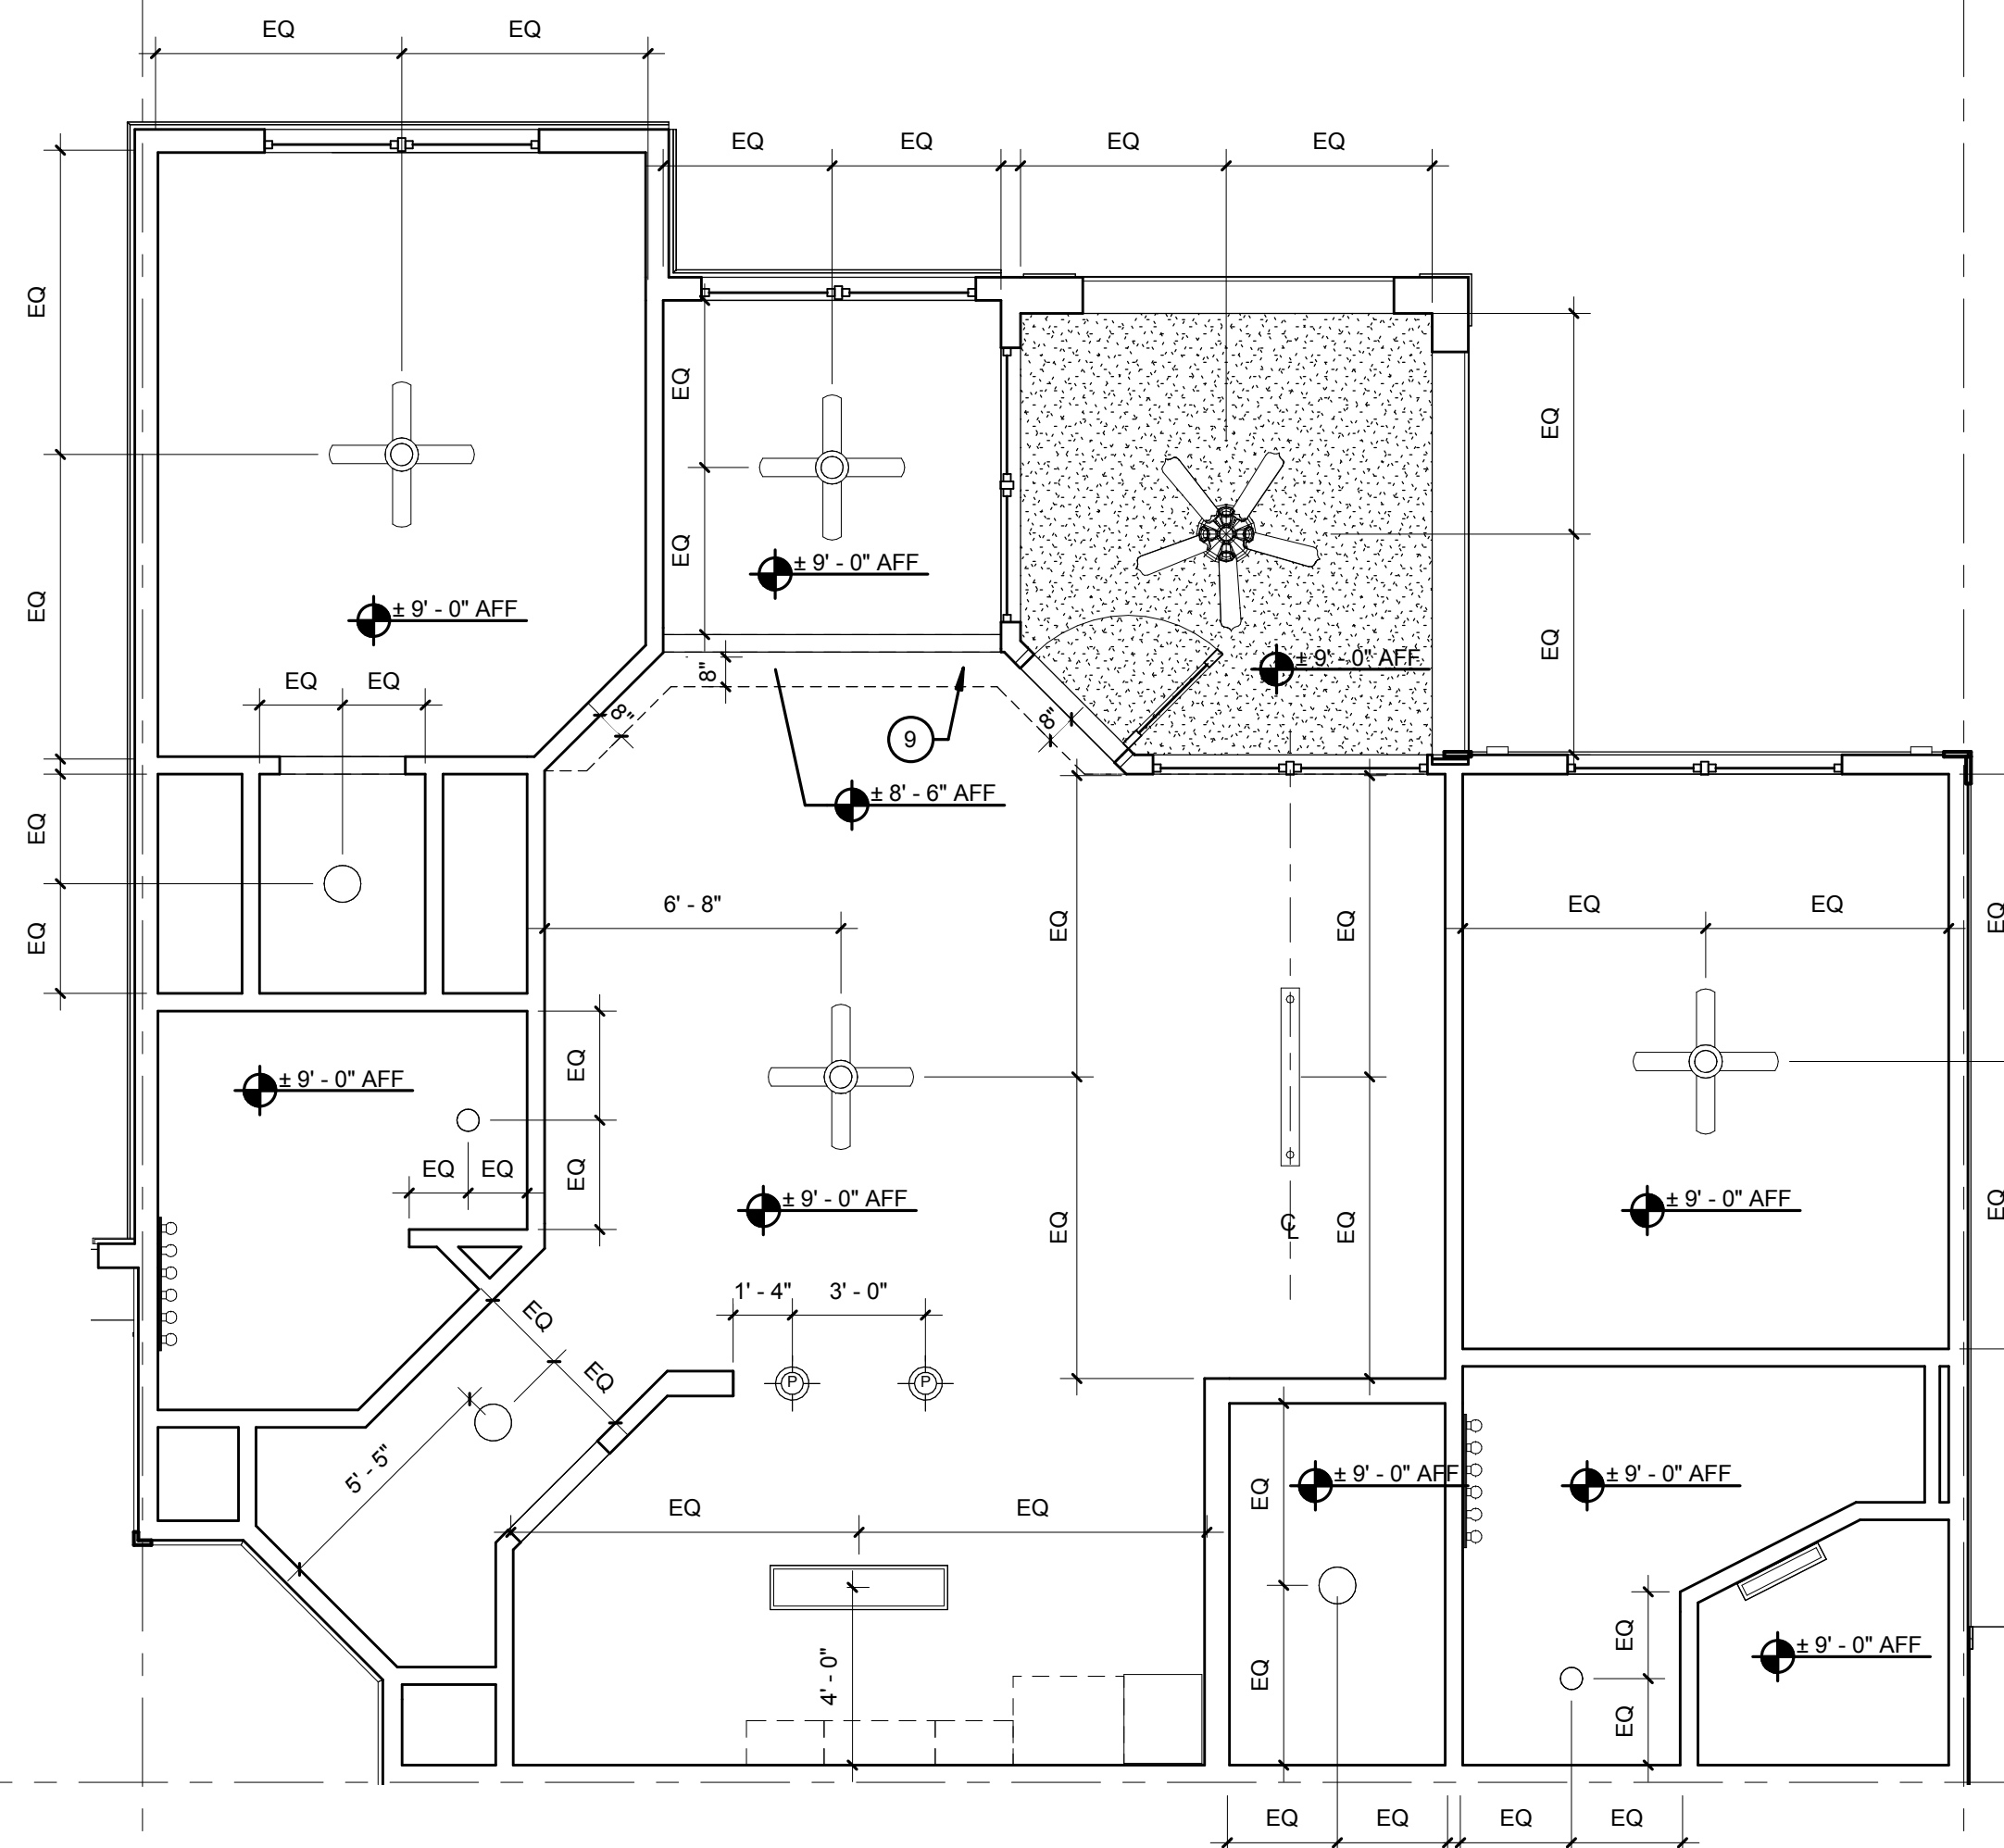 EQ EQ
EQ EQ EQ EQ
EQ
EQ
EQ
± 9' - 0" AFF
EQ
EQ
± 9' - 0" AFF
EQ
EQ
± 9' - 0" AFF
EQ EQ
8"
8"
8"
9
± 8' - 6" AFF
EQ
EQ
6' - 8"
EQ
EQ
EQ EQ
EQ
± 9' - 0" AFF
EQ
EQ EQ
EQ
± 9' - 0" AFF
EQ
CL
EQ
± 9' - 0" AFF
EQ
1' - 4" 3' - 0"
EQ
EQ
P P
5' - 5"
EQ EQ
EQ
± 9' - 0" AFF
± 9' - 0" AFF
4' - 0"
EQ
EQ
EQ
± 9' - 0" AFF
EQ EQ EQ EQ